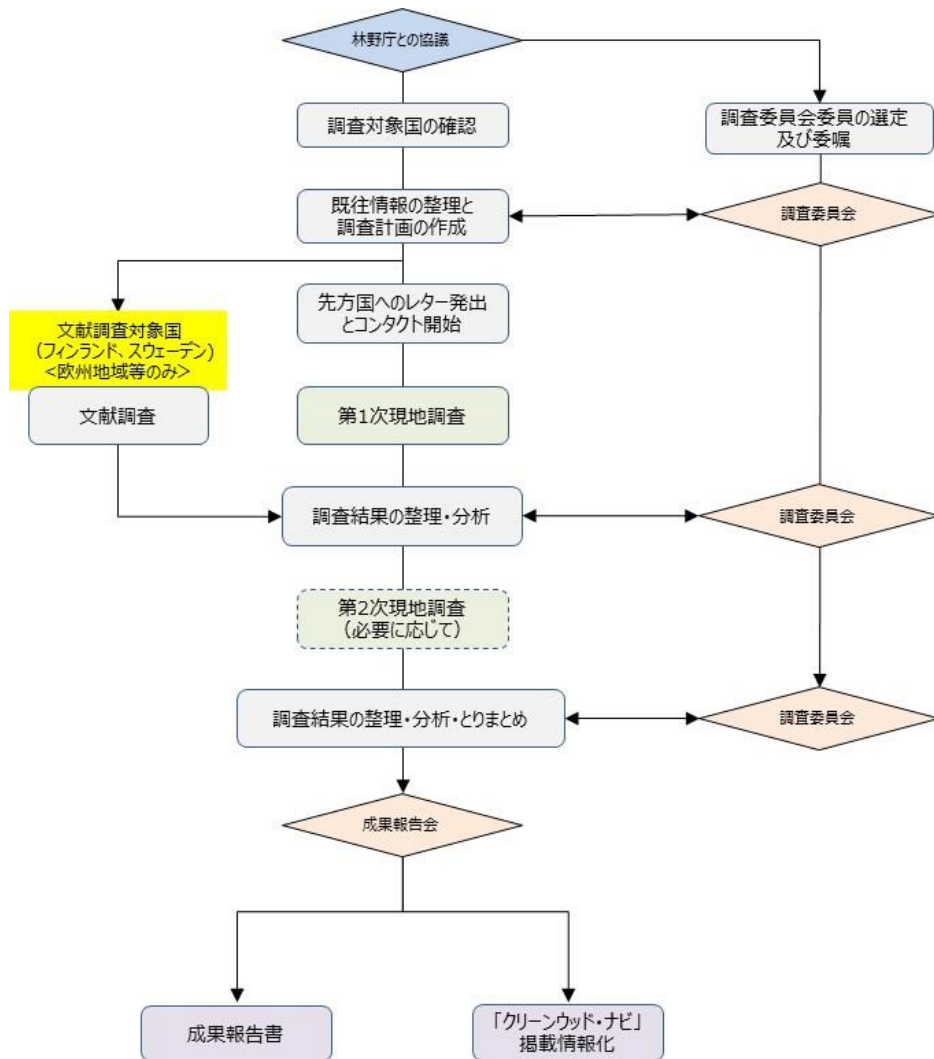 林野庁との協議
調査対象国の確認
調査委員会委員の選定
及び委嘱
既往情報の整理と
調査計画の作成
調査委員会
先方国へのレター発出
とコンタクト開始
文献調査対象国
(フィンランド、スウェーデン)
<欧州地域等のみ>
文献調査
第1次現地調査
調査結果の整理・分析
調査委員会
第2次現地調査
(必要に応じて)
調査結果の整理・分析・とりまとめ
調査委員会
成果報告会
成果報告書
「クリーンウッド・ナビ」
掲載情報化